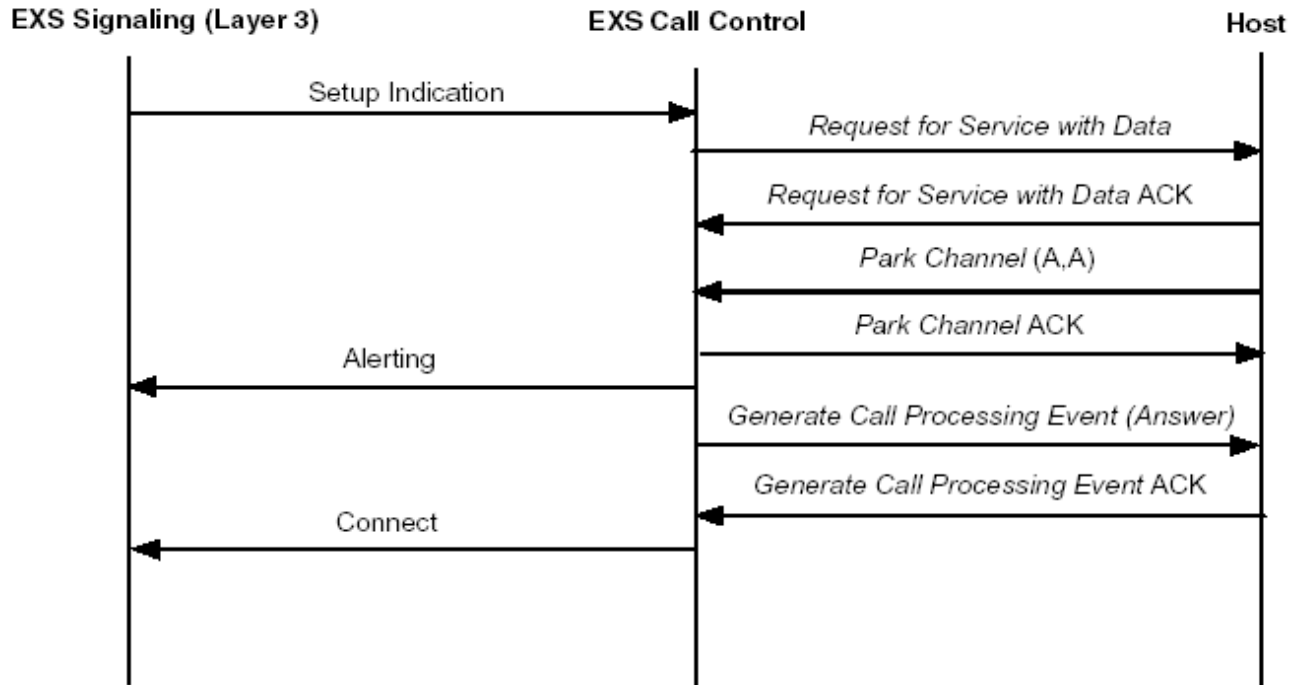 EXS Signaling (Layer 3)
EXS Call Control
Host
Setup Indication
Request for Service with Data
Request for Service with Data ACK
Park Channel (A,A)
Park Channel ACK
Alerting
Generate Call Processing Event (Answer)
Generate Call Processing Event ACK
Connect